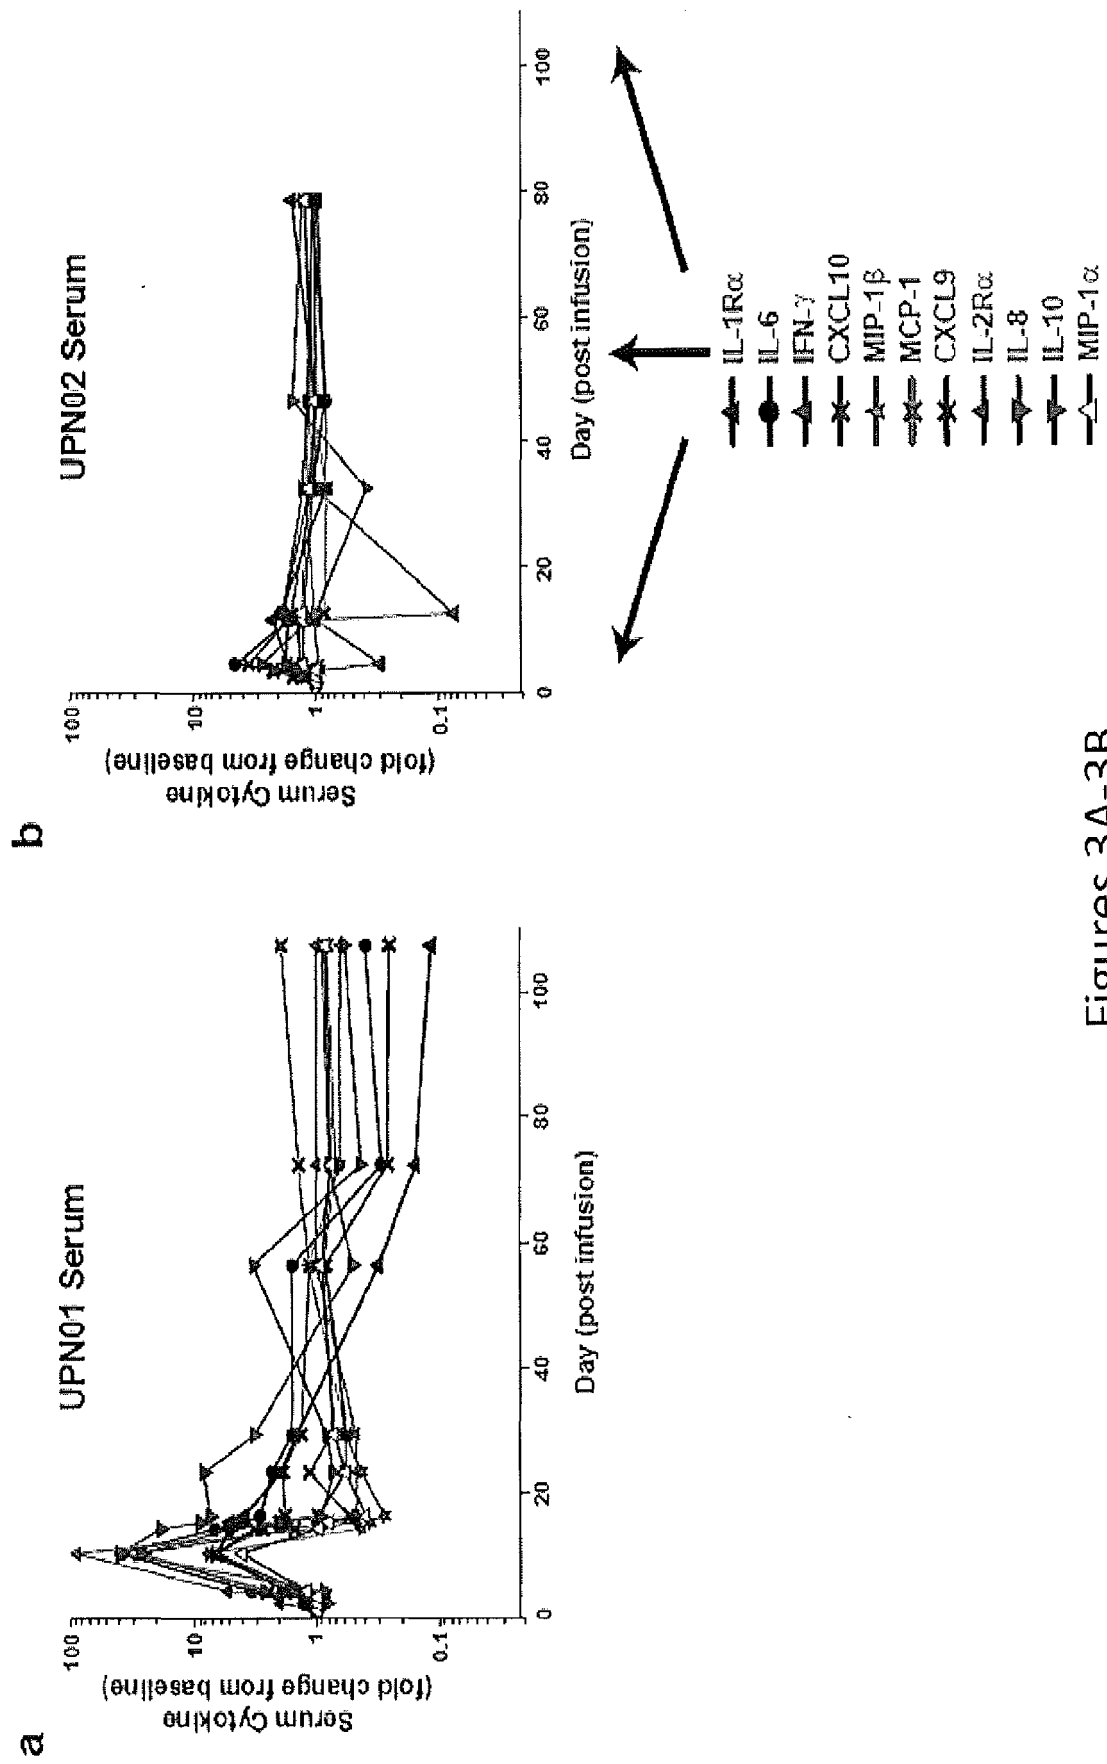 a
UPN01 Serum
Serum Cytokine
(fold change from baseline)
100
10
1
0.1
0
20
40
60
80
100
Day (post infusion)
b
UPN02 Serum
Serum Cytokine
(fold change from baseline)
100
10
1
0.1
0
20
40
60
80
100
Day (post infusion)
IL-1Rα
IL-6
IFN-γ
CXCL10
MIP-1β
MCP-1
CXCL9
IL-2Rα
IL-8
IL-10
MIP-1α
Figures 3A-3B